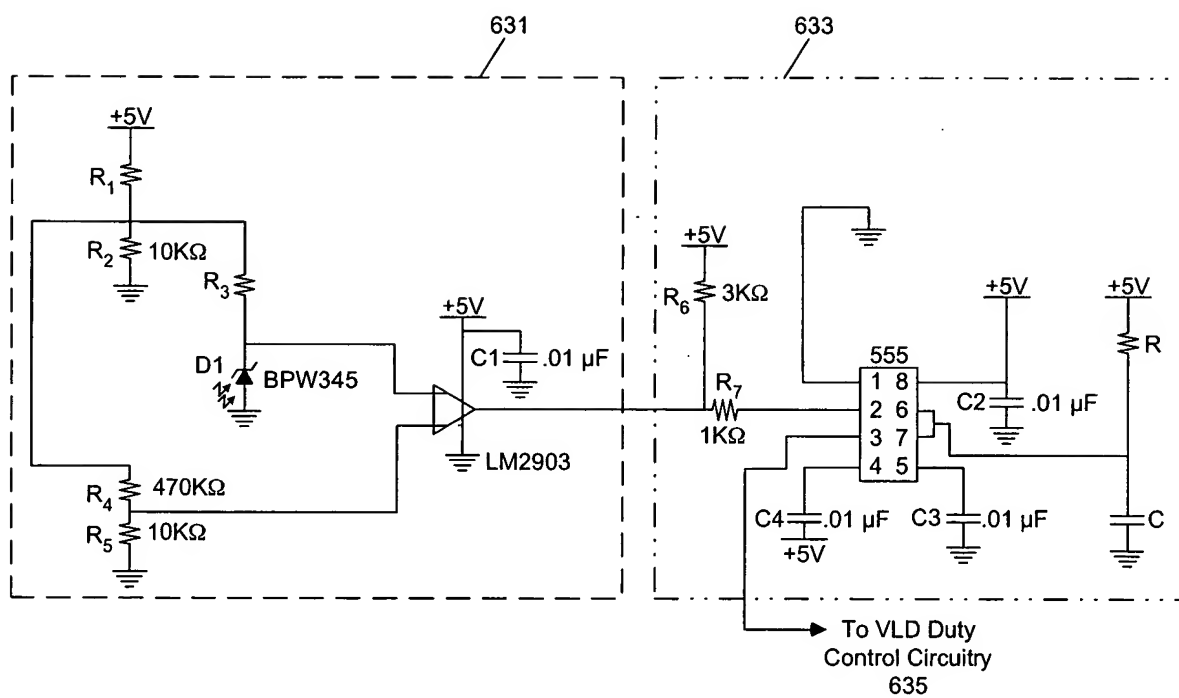 631
633
+5V
R1
R2 10KΩ
R3
D1 BPW345
+5V
C1 .01 µF
LM2903
R4 470KΩ
R5 10KΩ
+5V
R6 3KΩ
R7
1KΩ
555
1 8
2 6
3 7
4 5
+5V
C2 .01 µF
+5V
R
C4 .01 µF
+5V
C3 .01 µF
C
To VLD Duty
Control Circuitry
635